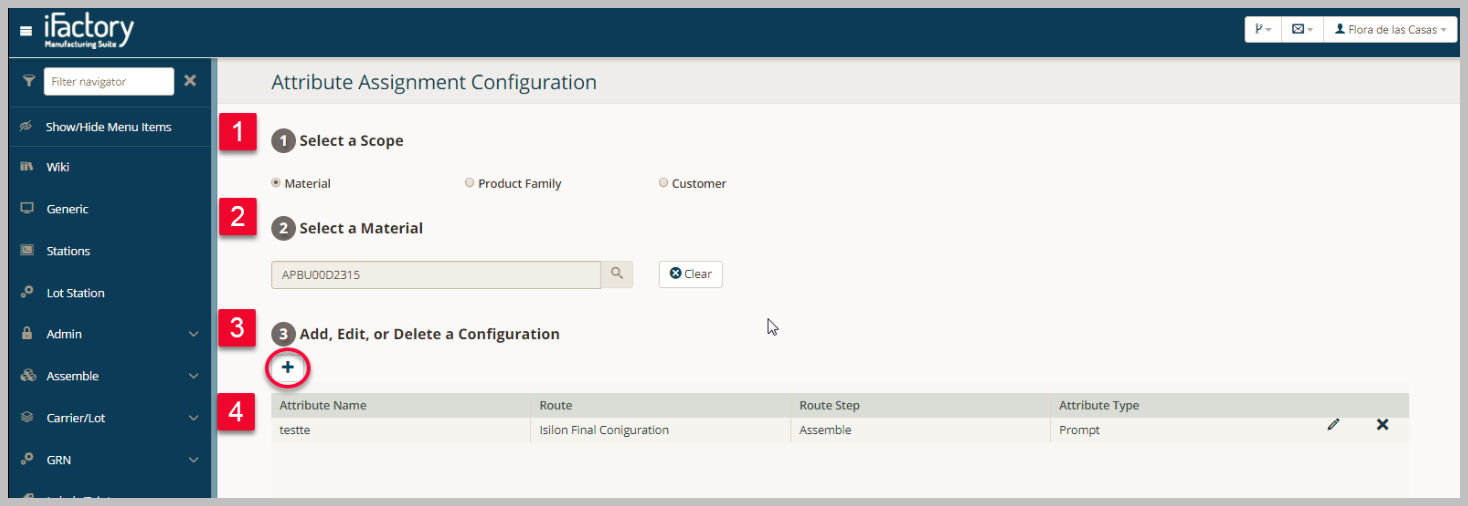 iFactory
Manufacturing Suite
Flora de las Casas
Filter navigator
Attribute Assignment Configuration
Show/Hide Menu Items
1
1 Select a Scope
Wiki
Material Product Family Customer
Generic
2
2 Select a Material
Stations
APBU00D2315 Clear
Lot Station
Admin
3
3 Add, Edit, or Delete a Configuration
Assemble
Carrier/Lot
4
Attribute Name Route Route Step Attribute Type
testte Isilon Final Coniguration Assemble Prompt
GRN